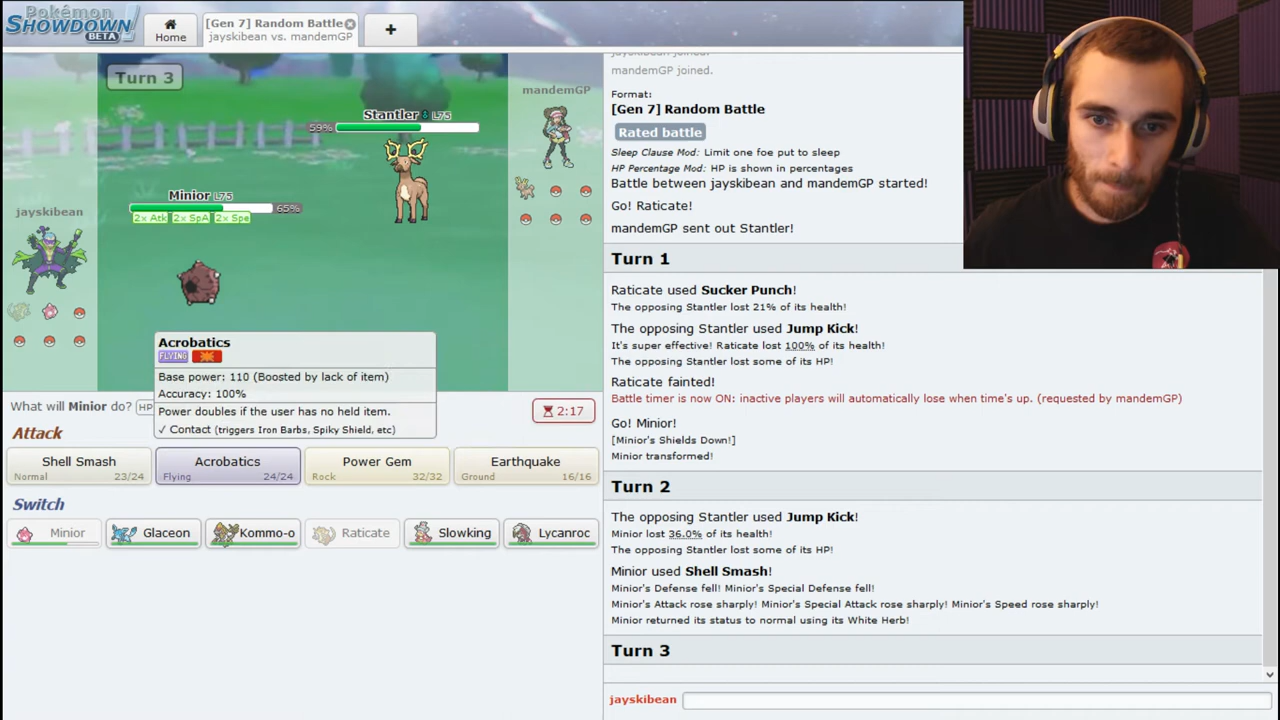 Pokémon
SHOWDOWN!
BETA
Home
[Gen 7] Random Battle
jayskibean vs. mandemGP
+
Turn 3
Stantler L75
59%
Minior L75
65%
2x Atk 2x SpA 2x Spe
jayskibean
mandemGP
Acrobatics
FLYING
Base power: 110 (Boosted by lack of item)
Accuracy: 100%
Power doubles if the user has no held item.
✓ Contact (triggers Iron Barbs, Spiky Shield, etc)
What will Minior do? HP
2:17
Attack
Shell Smash
Normal 23/24
Acrobatics
Flying 24/24
Power Gem
Rock 32/32
Earthquake
Ground 16/16
Switch
Minior
Glaceon
Kommo-o
Raticate
Slowking
Lycanroc
jayskibean joined.
mandemGP joined.
Format:
[Gen 7] Random Battle
Rated battle
Sleep Clause Mod: Limit one foe put to sleep
HP Percentage Mod: HP is shown in percentages
Battle between jayskibean and mandemGP started!
Go! Raticate!
mandemGP sent out Stantler!
Turn 1
Raticate used Sucker Punch!
The opposing Stantler lost 21% of its health!
The opposing Stantler used Jump Kick!
It's super effective! Raticate lost 100% of its health!
The opposing Stantler lost some of its HP!
Raticate fainted!
Battle timer is now ON: inactive players will automatically lose when time's up. (requested by mandemGP)
Go! Minior!
[Minior's Shields Down!]
Minior transformed!
Turn 2
The opposing Stantler used Jump Kick!
Minior lost 36.0% of its health!
The opposing Stantler lost some of its HP!
Minior used Shell Smash!
Minior's Defense fell! Minior's Special Defense fell!
Minior's Attack rose sharply! Minior's Special Attack rose sharply! Minior's Speed rose sharply!
Minior returned its status to normal using its White Herb!
Turn 3
jayskibean